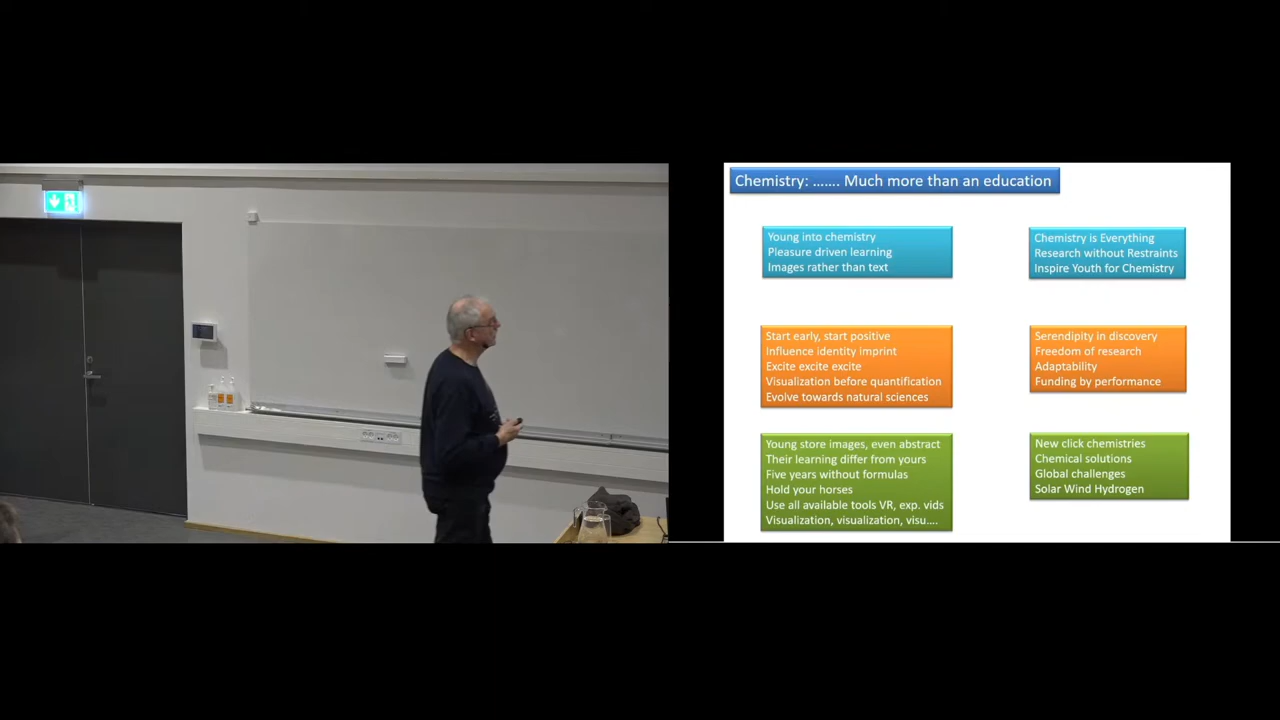 Chemistry: ....... Much more than an education
Young into chemistry
Pleasure driven learning
Images rather than text
Chemistry is Everything
Research without Restraints
Inspire Youth for Chemistry
Start early, start positive
Influence identity imprint
Excite excite excite
Visualization before quantification
Evolve towards natural sciences
Serendipity in discovery
Freedom of research
Adaptability
Funding by performance
Young store images, even abstract
Their learning differ from yours
Five years without formulas
Hold your horses
Use all available tools VR, exp. vids
Visualization, visualization, visu....
New click chemistries
Chemical solutions
Global challenges
Solar Wind Hydrogen